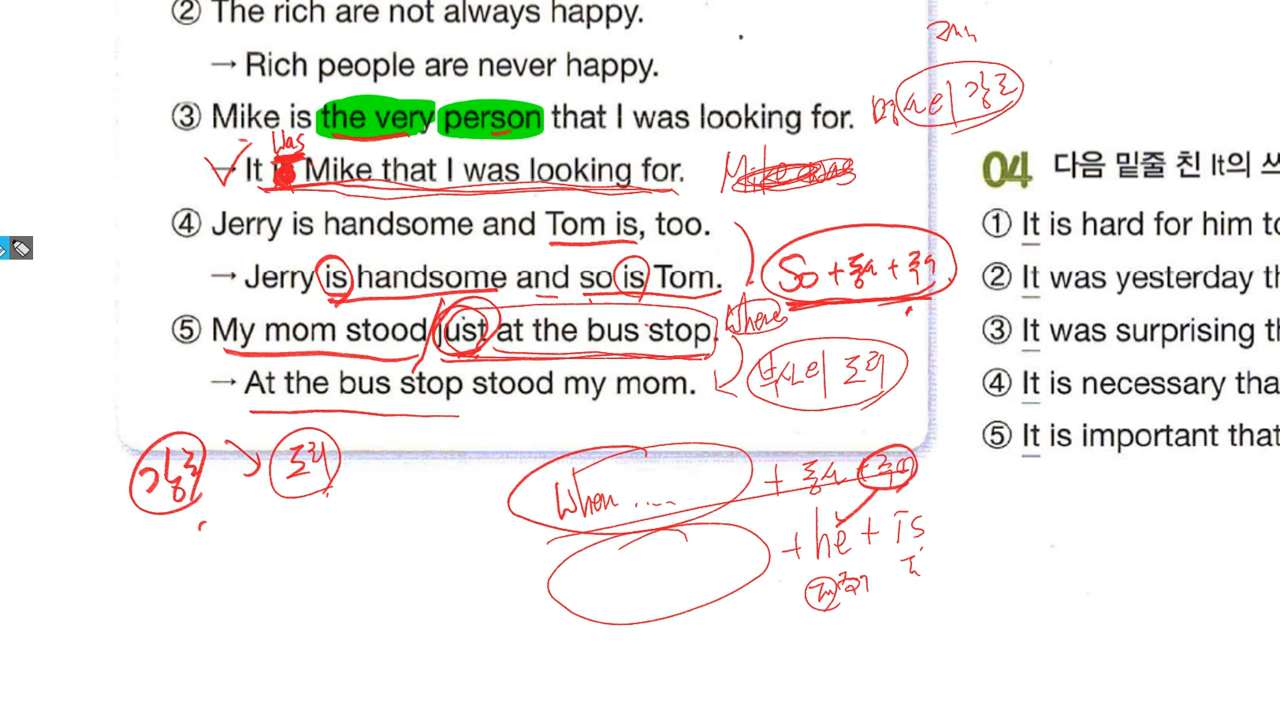 ② The rich are not always happy.
→ Rich people are never happy.
③ Mike is the very person that I was looking for.
명사의 강조
was
It is Mike that I was looking for.
④ Jerry is handsome and Tom is, too.
→ Jerry is handsome and so is Tom.
So + 동사 + 주어
⑤ My mom stood just at the bus stop.
where
→ At the bus stop stood my mom.
부사의 도치
강조 → 도치
When .... + 동사 + 주어
+ he + is
04 다음 밑줄 친 It의 쓰
① It is hard for him to
② It was yesterday th
③ It was surprising th
④ It is necessary tha
⑤ It is important that